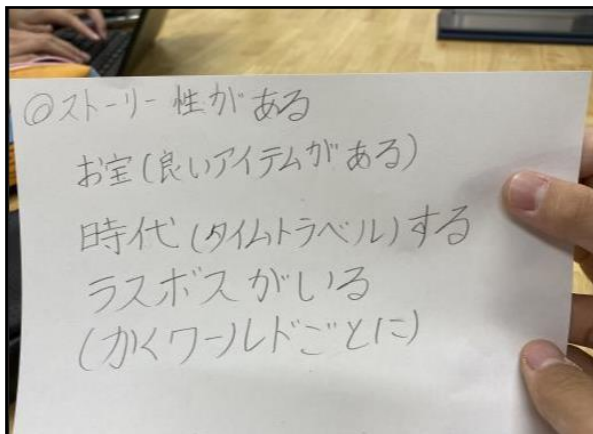 ◎ストーリー性がある
お宝(良いアイテムがある)
時代(タイムトラベル)する
ラスボスがいる
(かくワールドごとに)